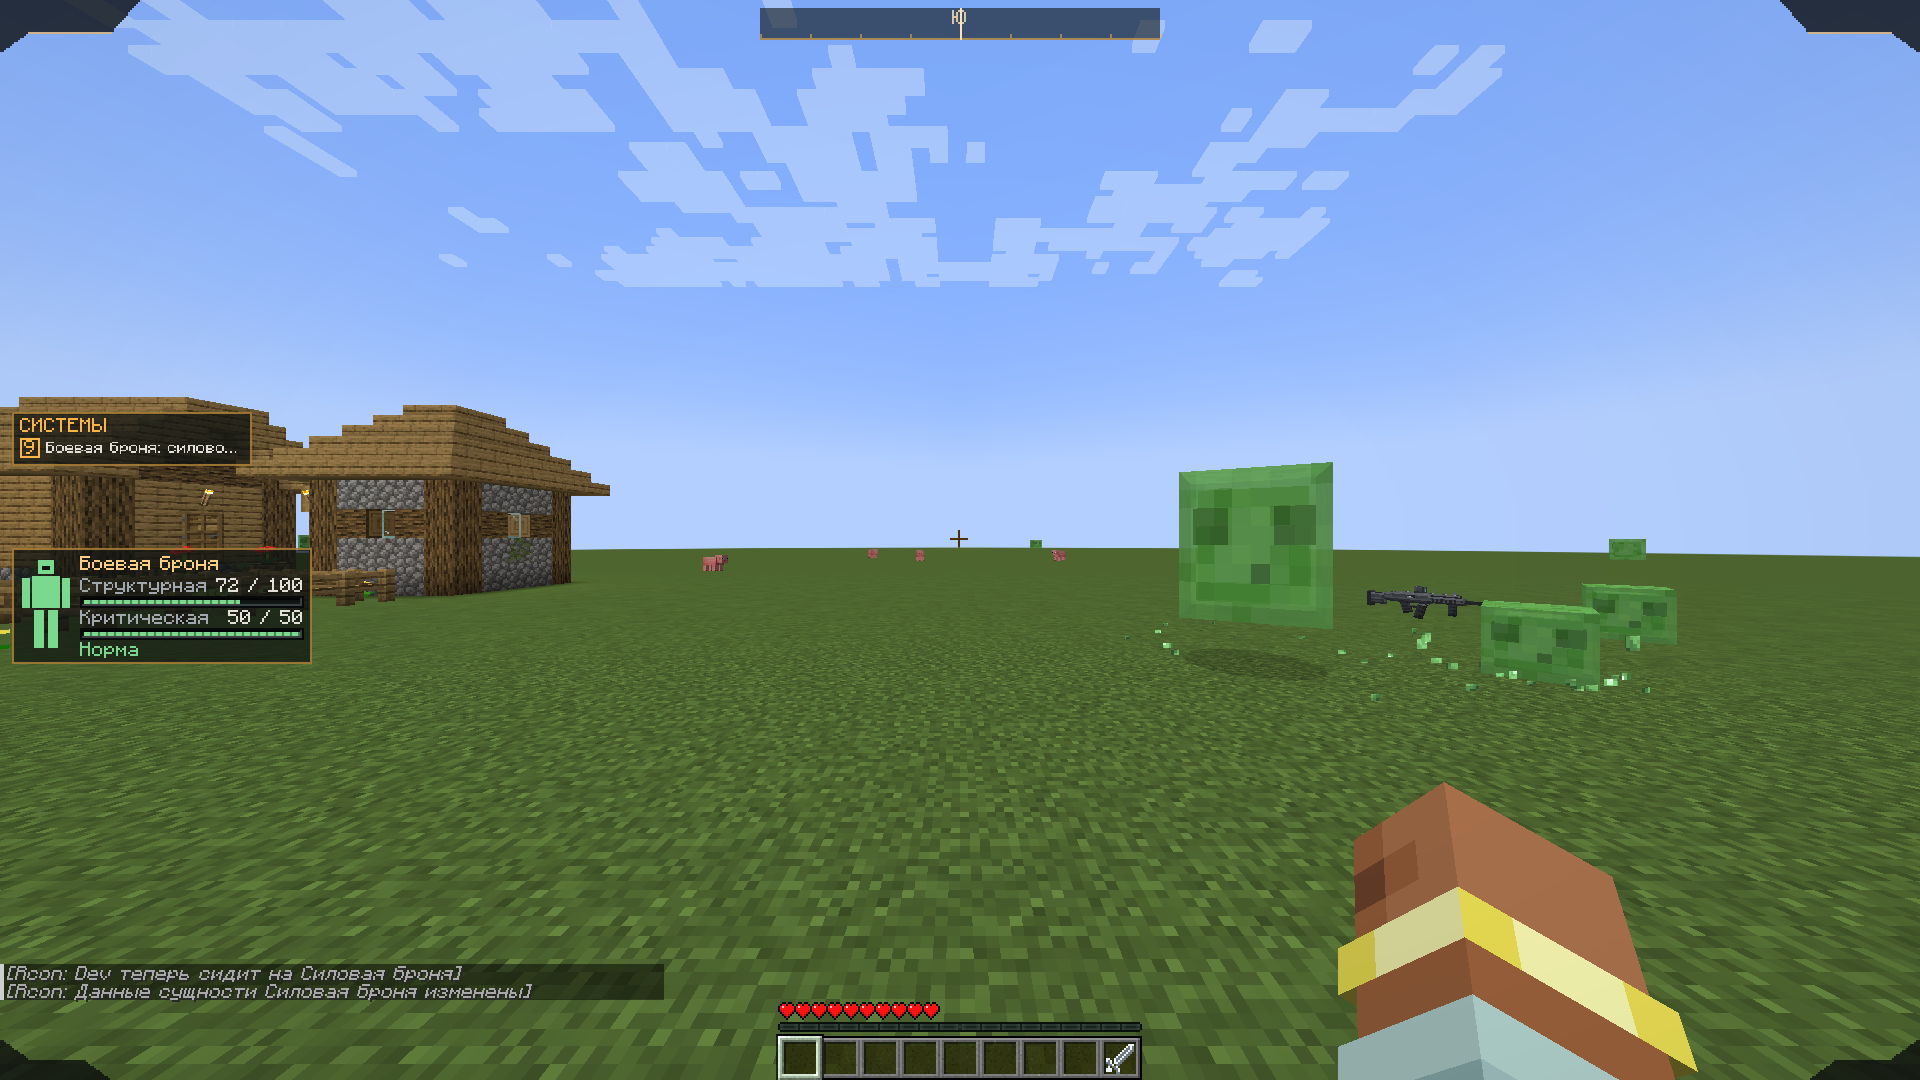 Ю
СИСТЕМЫ
9 Боевая броня: силово...
Боевая броня
Структурная 72 / 100
Критическая 50 / 50
Норма
[Rcon: Dev теперь сидит на Силовая броня]
[Rcon: Данные сущности Силовая броня изменены]